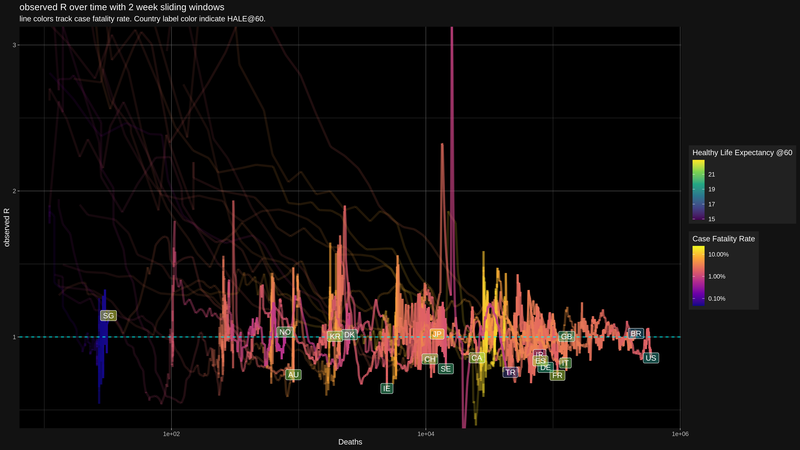 observed R over time with 2 week sliding windows
line colors track case fatality rate. Country label color indicate HALE@60.
3
2
1
observed R
SG
NO
KR
DK
AU
IE
CH
JP
SE
CA
TR
ES
DE
FR
IT
GB
BR
US
1e+02
1e+04
1e+06
Deaths
Healthy Life Expectancy @60
21
19
17
15
Case Fatality Rate
10.00%
1.00%
0.10%